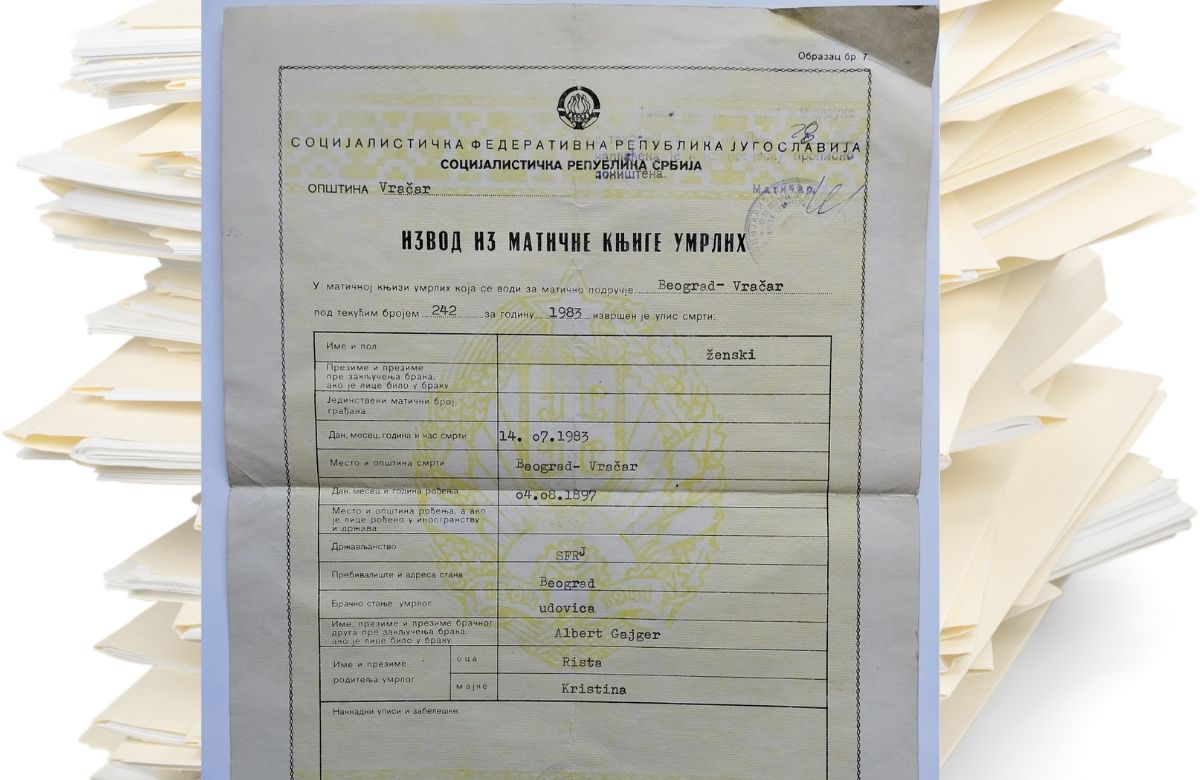 Образац бр. 7.
28
СОЦИЈАЛИСТИЧКА ФЕДЕРАТИВНА РЕПУБЛИКА ЈУГОСЛАВИЈА
СОЦИЈАЛИСТИЧКА РЕПУБЛИКА СРБИЈА
поништена.
ОПШТИНА Vračar
Матичар,
ИЗВОД ИЗ МАТИЧНЕ КЊИГЕ УМРЛИХ
У матичној књизи умрлих која се води за матично подручје Beograd- Vračar
под текућим бројем 242 за годину 1983 извршен је упис смрти:
Име и пол ženski
Презиме и презиме
пре закључења брака,
ако је лице било у браку
Јединствени матични број
грађана
Дан, месец, година и час смрти 14. o7.1983
Место и општина смрти Beograd- Vračar
Дан, месец и година рођења o4.o8.1897
Место и општина рођења, а ако
је лице рођено у иностранству
и држава
Држављанство SFRJ
Пребивалиште и адреса стана Beograd
Брачно стање умрлог udovica
Име, презиме и презиме брачног
друга пре закључења брака,
ако је лице било у браку Albert Gajger
Име и презиме
родитеља умрлог
оца Rista
мајке Kristina
Накнадни уписи и забелешке: